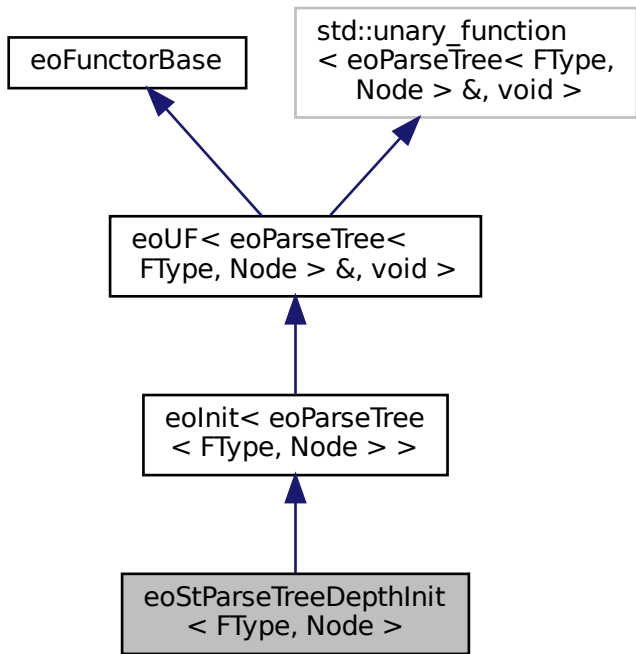 eoFunctorBase
std::unary_function
< eoParseTree< FType,
Node > &, void >
eoUF< eoParseTree<
FType, Node > &, void >
eoInit< eoParseTree
< FType, Node > >
eoStParseTreeDepthInit
< FType, Node >